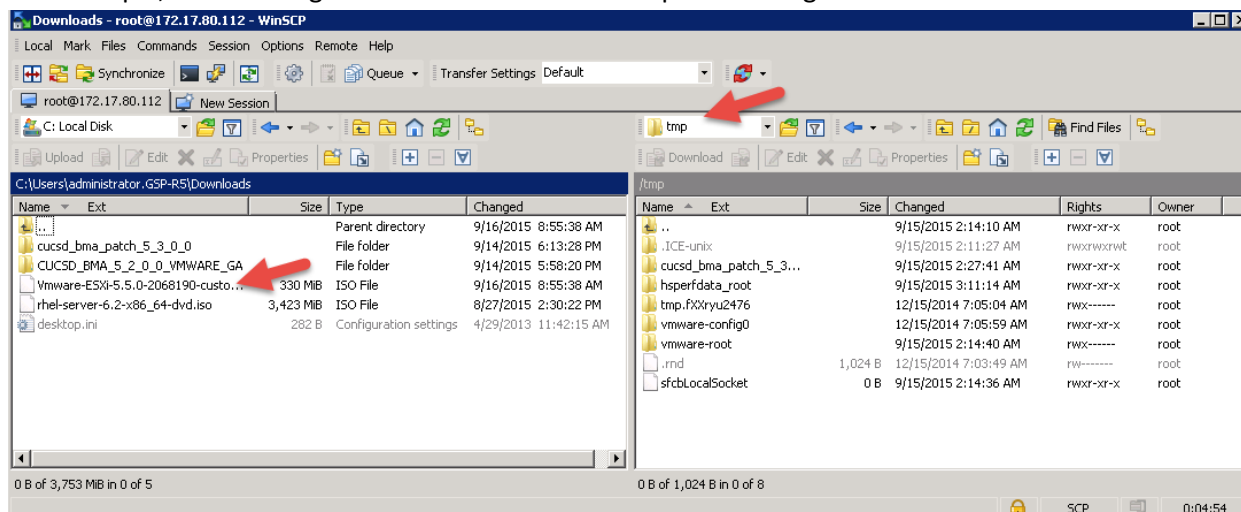 Downloads - root@172.17.80.112 - WinSCP
Local Mark Files Commands Session Options Remote Help
Synchronize Queue Transfer Settings Default
root@172.17.80.112 New Session
C: Local Disk tmp Find Files
Upload Edit Properties Download Edit Properties
C:\Users\administrator.GSP-R5\Downloads /tmp
Name Ext Size Type Changed
.. Parent directory 9/16/2015 8:55:38 AM
cucsd_bma_patch_5_3_0_0 File folder 9/14/2015 6:13:28 PM
CUCSD_BMA_5_2_0_0_VMWARE_GA File folder 9/14/2015 5:58:20 PM
Vmware-ESXi-5.5.0-2068190-custo... 330 MiB ISO File 9/16/2015 8:55:38 AM
rhel-server-6.2-x86_64-dvd.iso 3,423 MiB ISO File 8/27/2015 2:30:22 PM
desktop.ini 282 B Configuration settings 4/29/2013 11:42:15 AM
Name Ext Size Changed Rights Owner
.. 9/15/2015 2:14:10 AM rwxr-xr-x root
.ICE-unix 9/15/2015 2:11:27 AM rwxrwxrwt root
cucsd_bma_patch_5_3... 9/15/2015 2:27:41 AM rwxr-xr-x root
hsperfdata_root 9/15/2015 3:11:14 AM rwxr-xr-x root
tmp.fXXryu2476 12/15/2014 7:05:04 AM rwx------ root
vmware-config0 12/15/2014 7:05:59 AM rwxr-xr-x root
vmware-root 9/15/2015 2:14:40 AM rwx------ root
.rnd 1,024 B 12/15/2014 7:03:49 AM rw------- root
sfcbLocalSocket 0 B 9/15/2015 2:14:36 AM rwxr-xr-x root
0 B of 3,753 MiB in 0 of 5 0 B of 1,024 B in 0 of 8
SCP 0:04:54